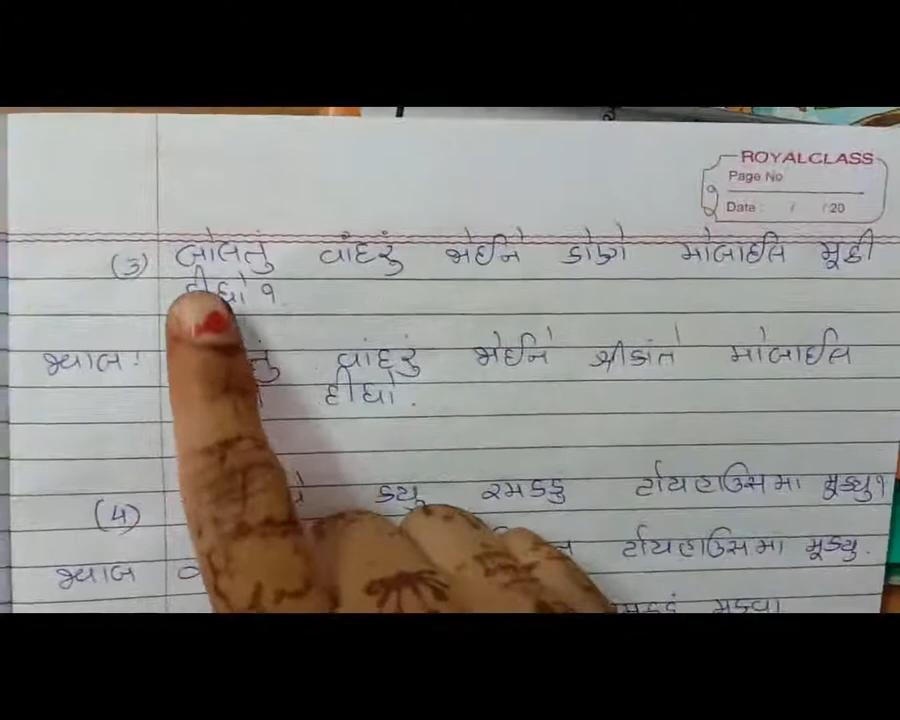 ROYALCLASS
Page No
Date : / / 20
(૩) બોલતું વાંદરું જોઈને કોણે મોબાઈલ મૂકી
દીધો?
જવાબ: વાંદરું જોઈને શ્રીકાંતે મોબાઈલ
દીધો.
(4) કયુ રમકડુ ટોયહાઉસમા મૂક્યુ?
જવાબ ટોયહાઉસમા મૂક્યુ.